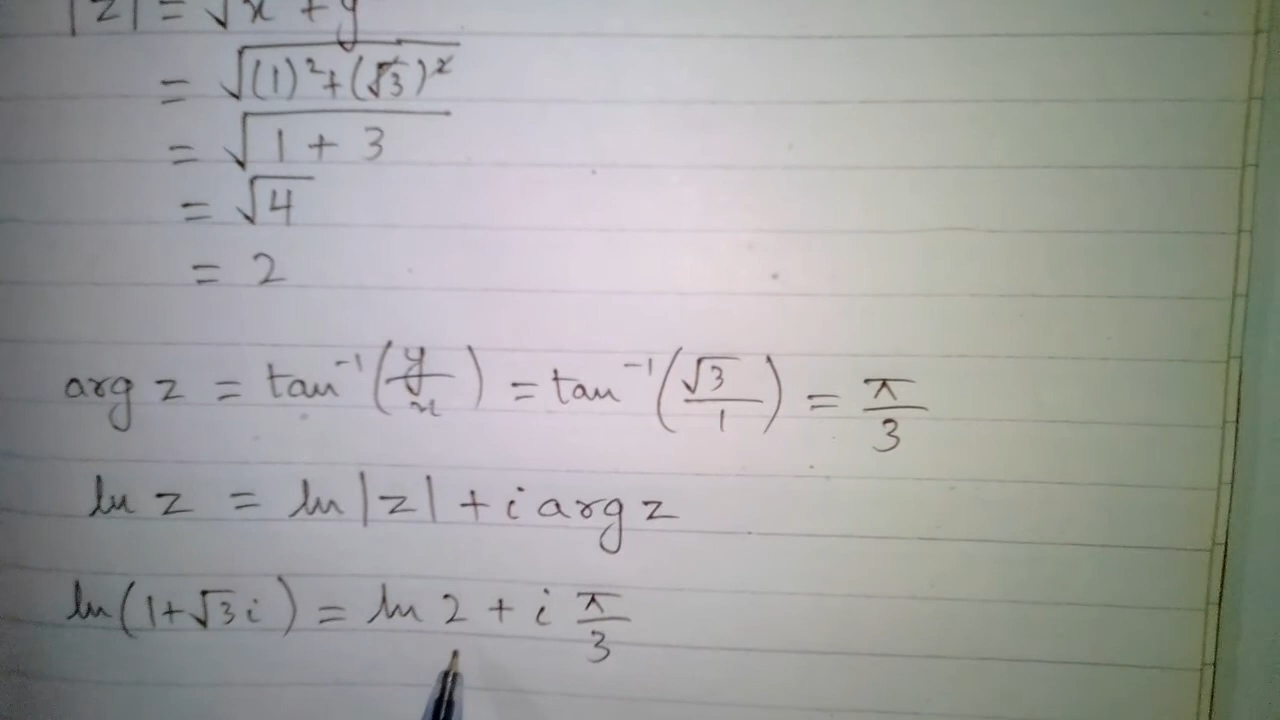 |z| = √x + y
= √(1)²+(√3)²
= √1 + 3
= √4
= 2
arg z = tan⁻¹(y/x) = tan⁻¹(√3/1) = π/3
ln z = ln|z| + i arg z
ln(1+√3i) = ln 2 + i π/3